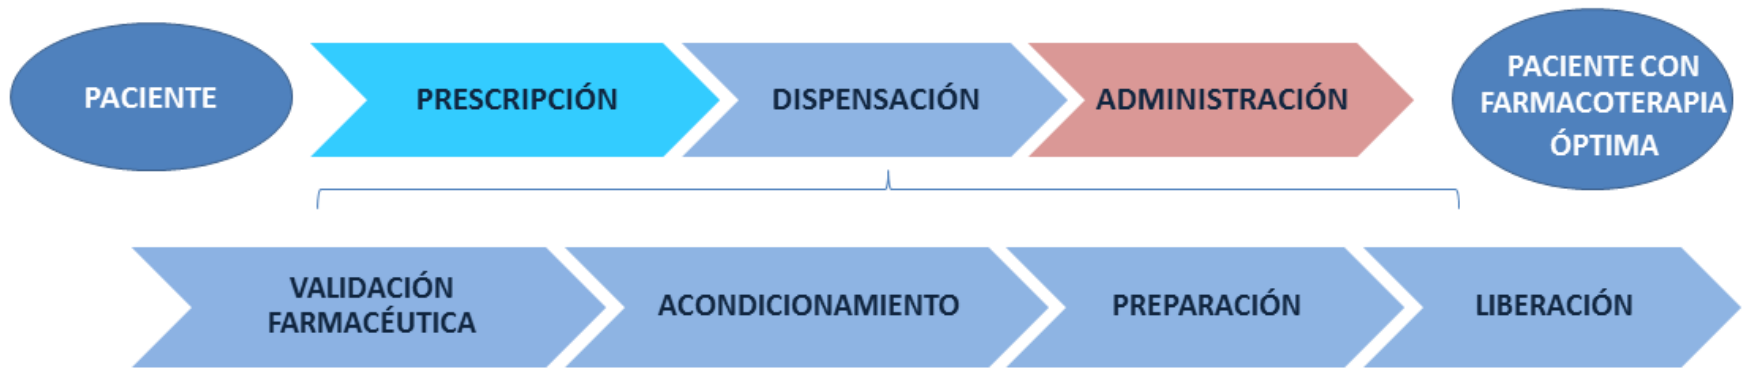 PACIENTE
PRESCRIPCIÓN
DISPENSACIÓN
ADMINISTRACIÓN
PACIENTE CON
FARMACOTERAPIA
ÓPTIMA
VALIDACIÓN
FARMACÉUTICA
ACONDICIONAMIENTO
PREPARACIÓN
LIBERACIÓN